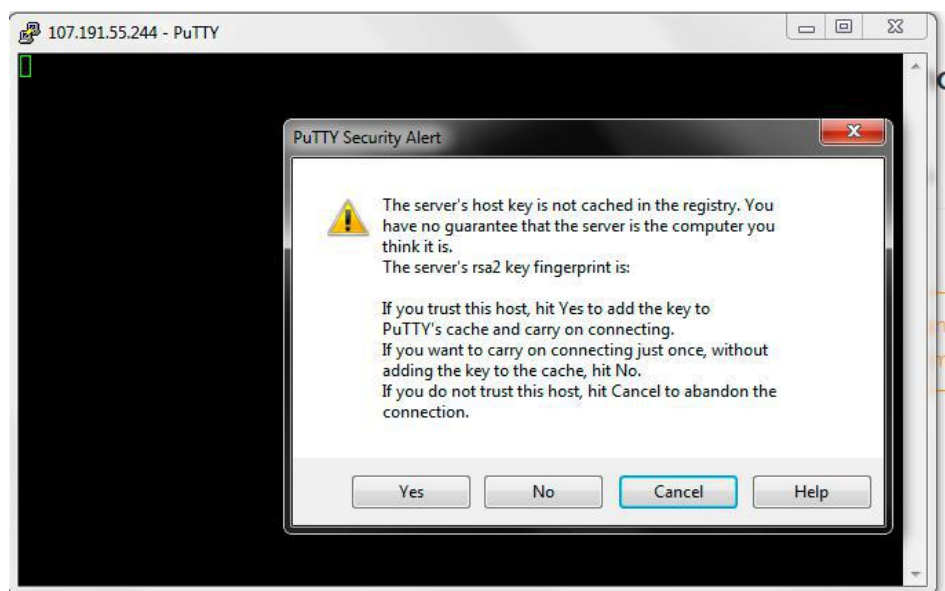 107.191.55.244 - PuTTY
PuTTY Security Alert
The server's host key is not cached in the registry. You
have no guarantee that the server is the computer you
think it is.
The server's rsa2 key fingerprint is:
If you trust this host, hit Yes to add the key to
PuTTY's cache and carry on connecting.
If you want to carry on connecting just once, without
adding the key to the cache, hit No.
If you do not trust this host, hit Cancel to abandon the
connection.
Yes No Cancel Help